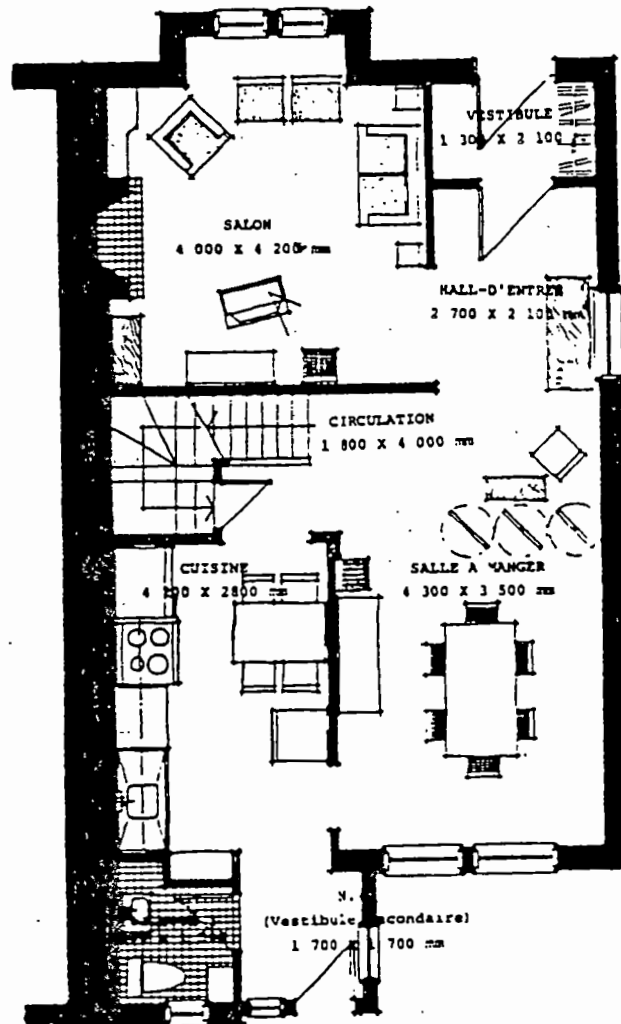 VESTIBULE
1 300 X 2 100
SALON
4 000 X 4 200 mm
HALL-D'ENTREE
2 700 X 2 100 mm
CIRCULATION
1 800 X 4 000 mm
CUISINE
4 X 2800 mm
SALLE A MANGER
4 300 X 3 500 mm
N.
(Vestibule secondaire)
1 700 X 1 700 mm